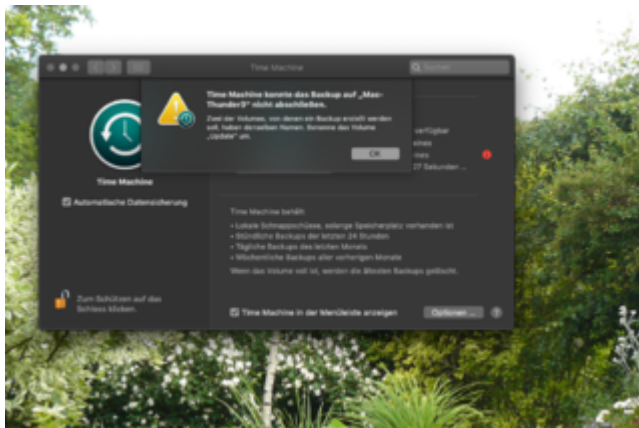 Time Machine
Suchen
Time Machine konnte das Backup auf „Mac-
Thunder3“ nicht abschließen.
Zwei der Volumes, von denen ein Backup erstellt werden
soll, haben denselben Namen. Benenne das Volume
„Update“ um.
OK
verfügbar
27 Sekunden ...
Time Machine
Automatische Datensicherung
Time Machine behält
• Lokale Schnappschüsse, solange Speicherplatz vorhanden ist
• Stündliche Backups der letzten 24 Stunden
• Tägliche Backups des letzten Monats
• Wöchentliche Backups aller vorherigen Monate
Wenn das Volume voll ist, werden die ältesten Backups gelöscht.
Zum Schützen auf das
Schloss klicken.
Time Machine in der Menüleiste anzeigen
Optionen ...
?